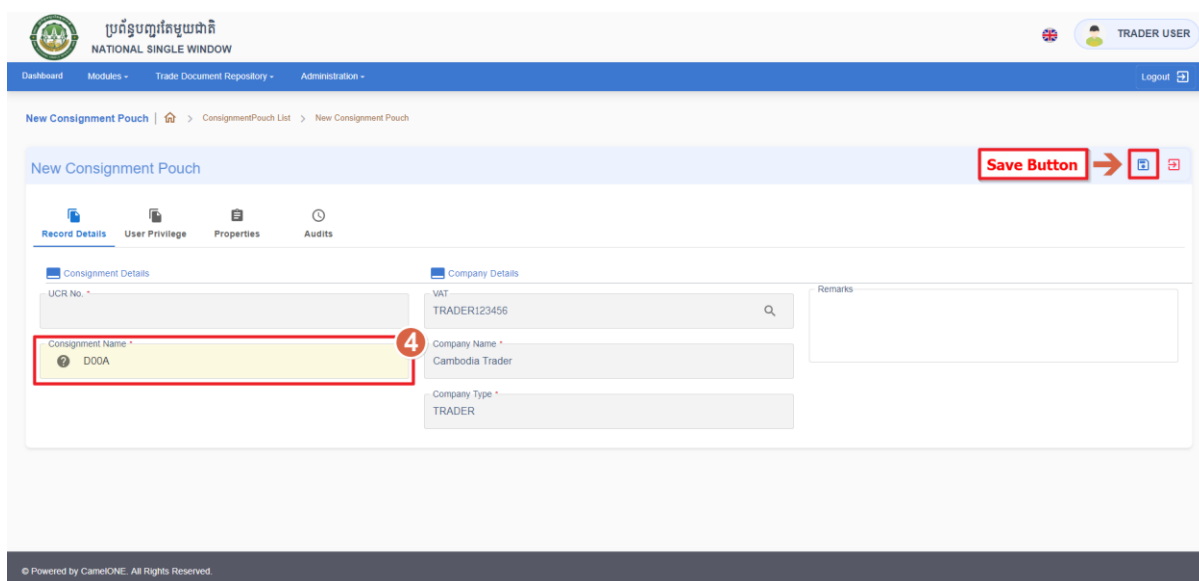 ប្រព័ន្ធបញ្ជរតែមួយជាតិ
NATIONAL SINGLE WINDOW
TRADER USER
Dashboard Modules Trade Document Repository Administration Logout
New Consignment Pouch | > ConsignmentPouch List > New Consignment Pouch
New Consignment Pouch
Save Button
Record Details User Privilege Properties Audits
Consignment Details
Company Details
UCR No. *
VAT
TRADER123456
Remarks
Consignment Name *
D00A
4
Company Name *
Cambodia Trader
Company Type *
TRADER
© Powered by CamelONE. All Rights Reserved.